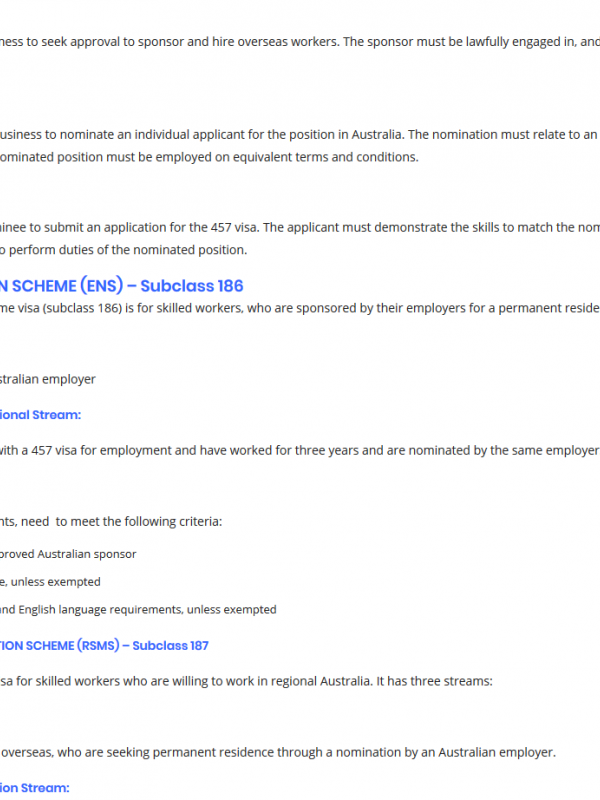 ness to seek approval to sponsor and hire overseas workers. The sponsor must be lawfully engaged in, and
usiness to nominate an individual applicant for the position in Australia. The nomination must relate to an
ominated position must be employed on equivalent terms and conditions.
inee to submit an application for the 457 visa. The applicant must demonstrate the skills to match the nom
o perform duties of the nominated position.
N SCHEME (ENS) – Subclass 186
me visa (subclass 186) is for skilled workers, who are sponsored by their employers for a permanent reside
stralian employer
ional Stream:
with a 457 visa for employment and have worked for three years and are nominated by the same employer
nts, need to meet the following criteria:
proved Australian sponsor
e, unless exempted
and English language requirements, unless exempted
TION SCHEME (RSMS) – Subclass 187
sa for skilled workers who are willing to work in regional Australia. It has three streams:
overseas, who are seeking permanent residence through a nomination by an Australian employer.
ion Stream: